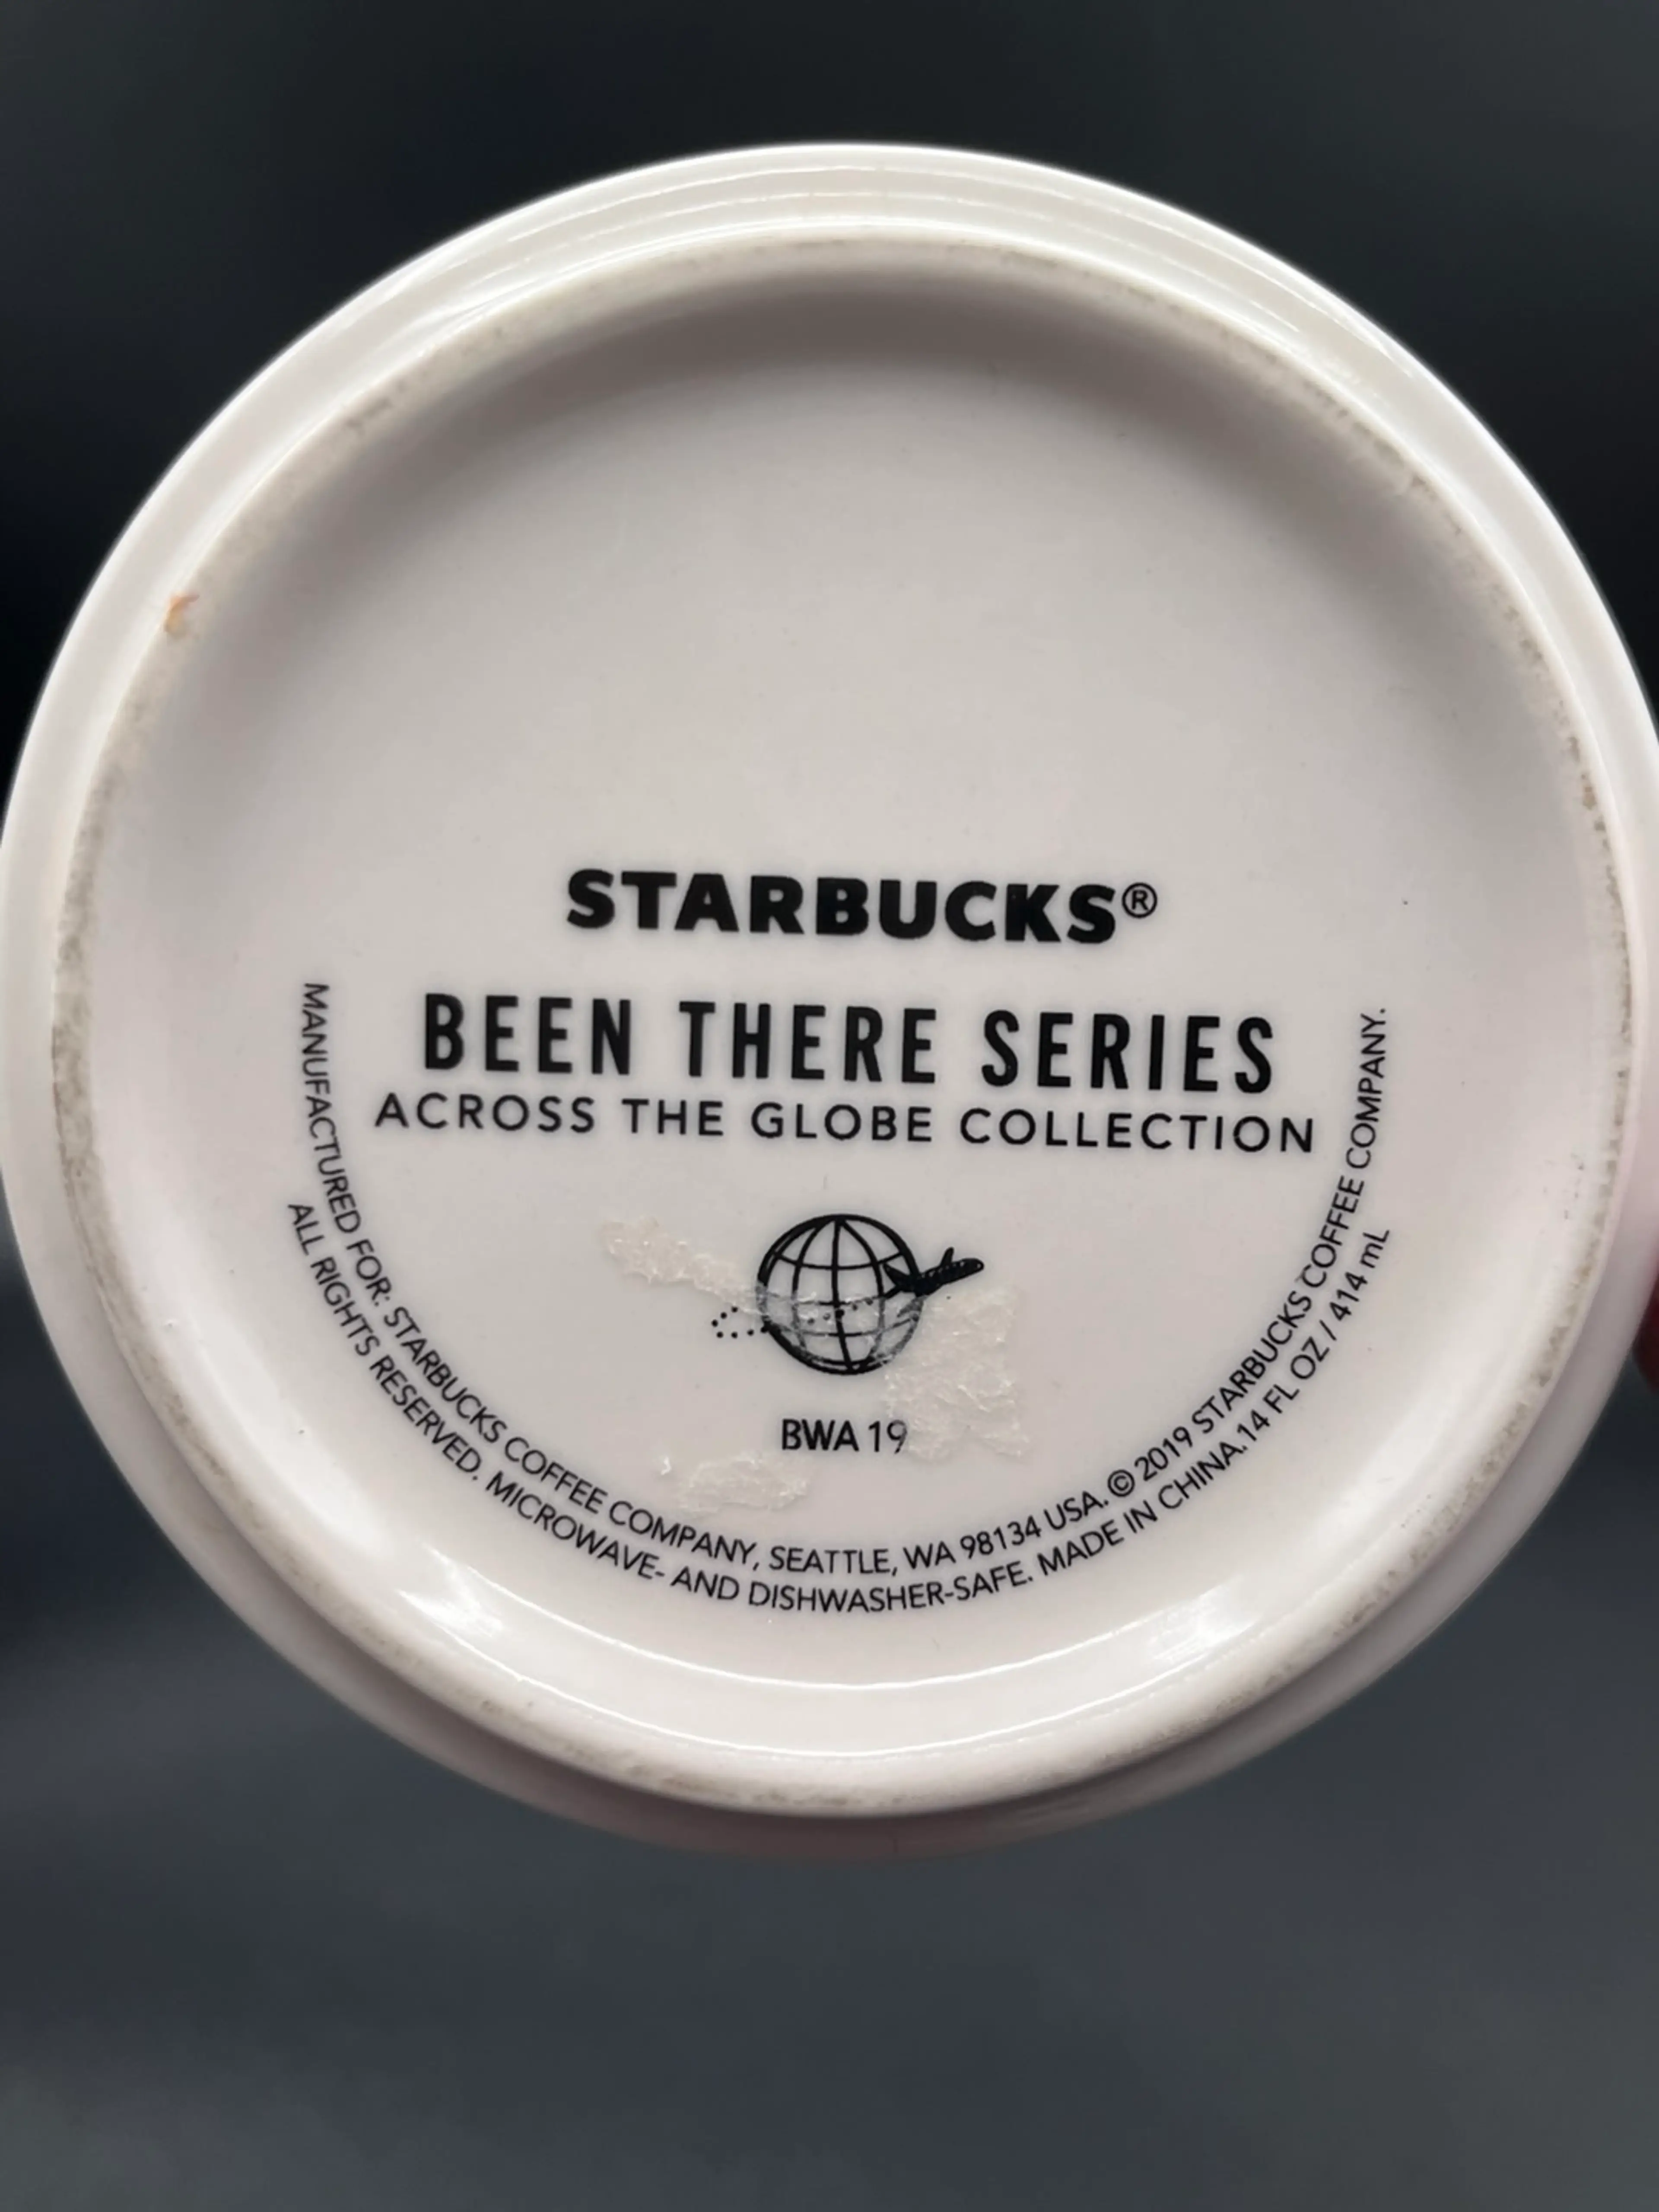 STARBUCKS®
BEEN THERE SERIES
ACROSS THE GLOBE COLLECTION
BWA 19
MANUFACTURED FOR: STARBUCKS COFFEE COMPANY, SEATTLE, WA 98134 USA. © 2019 STARBUCKS COFFEE COMPANY.
ALL RIGHTS RESERVED. MICROWAVE- AND DISHWASHER-SAFE. MADE IN CHINA.14 FL OZ / 414 mL